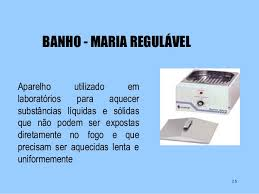 BANHO - MARIA REGULÁVEL
Aparelho utilizado em
laboratórios para aquecer
substâncias líquidas e sólidas
que não podem ser expostas
diretamente no fogo e que
precisam ser aquecidas lenta e
uniformemente